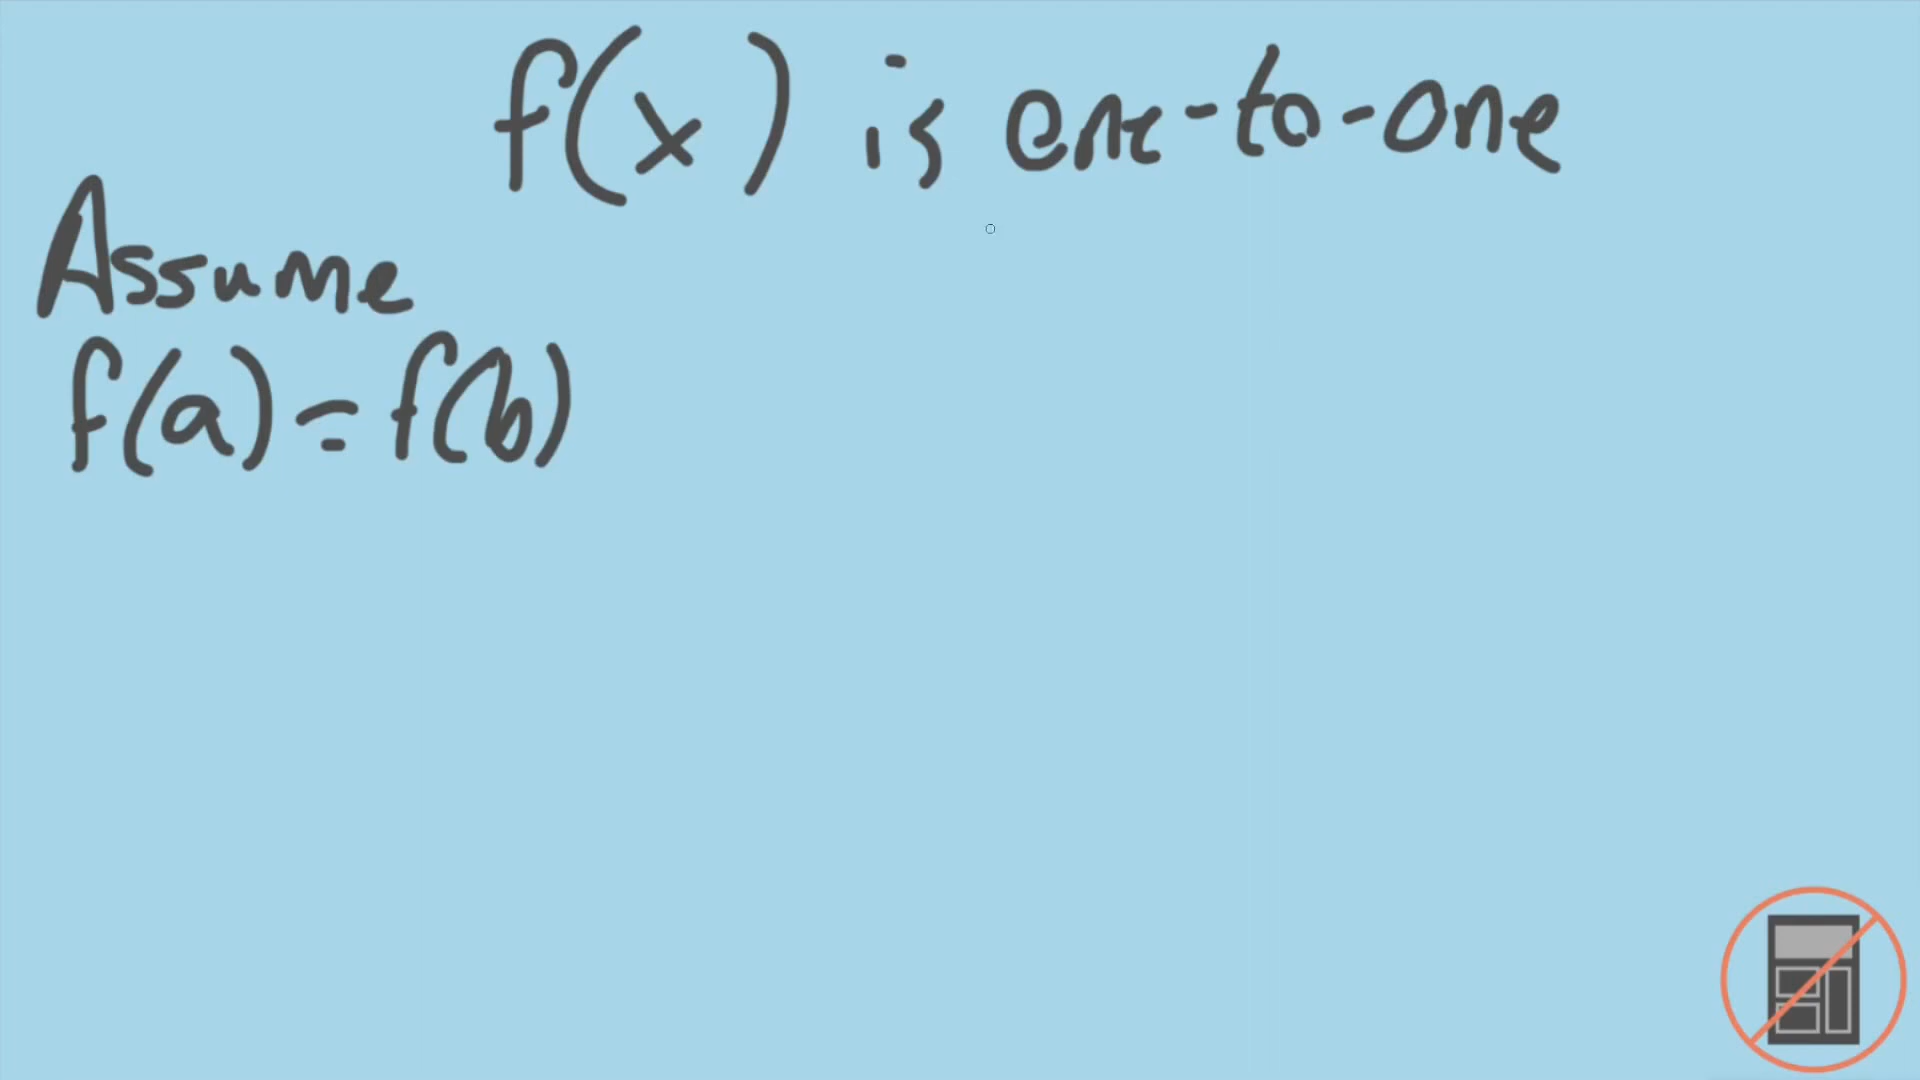 f(x) is one-to-one
Assume
f(a) = f(b)